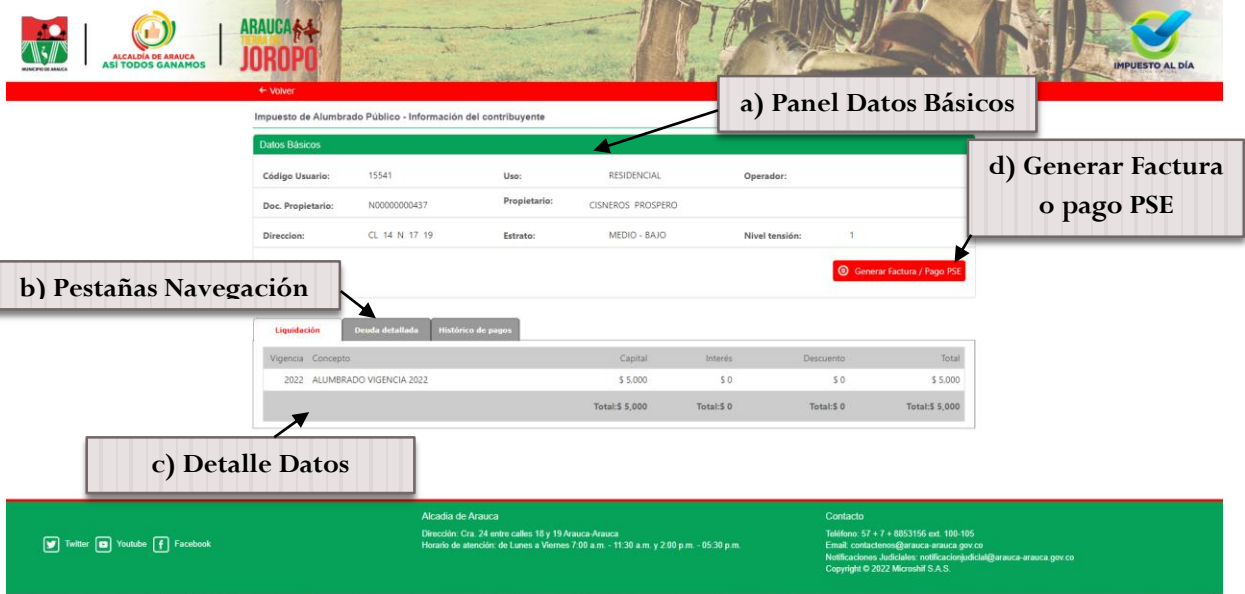 MUNICIPIO DE ARAUCA
ALCALDÍA DE ARAUCA
ASÍ TODOS GANAMOS
ARAUCA
TIERRA DEL
JOROPO
IMPUESTO AL DÍA
← Volver
a) Panel Datos Básicos
Impuesto de Alumbrado Público - Información del contribuyente
Datos Básicos
d) Generar Factura
o pago PSE
Código Usuario: 15541 Uso: RESIDENCIAL Operador:
Doc. Propietario: N00000000437 Propietario: CISNEROS PROSPERO
Direccion: CL 14 N 17 19 Estrato: MEDIO - BAJO Nivel tensión: 1
Generar Factura / Pago PSE
b) Pestañas Navegación
Liquidación Deuda detallada Histórico de pagos
Vigencia Concepto Capital Interés Descuento Total
2022 ALUMBRADO VIGENCIA 2022 $ 5,000 $ 0 $ 0 $ 5,000
Total:$ 5,000 Total:$ 0 Total:$ 0 Total:$ 5,000
c) Detalle Datos
Twitter Youtube Facebook
Alcadia de Arauca
Dirección: Cra. 24 entre calles 18 y 19 Arauca-Arauca
Horario de atención: de Lunes a Viernes 7:00 a.m. - 11:30 a.m. y 2:00 p.m. - 05:30 p.m.
Contacto
Teléfono: 57 + 7 + 8853156 ext. 100-105
Email: contactenos@arauca-arauca.gov.co
Notificaciones Judiciales: notificacionjudicial@arauca-arauca.gov.co
Copyright © 2022 Microshif S.A.S.